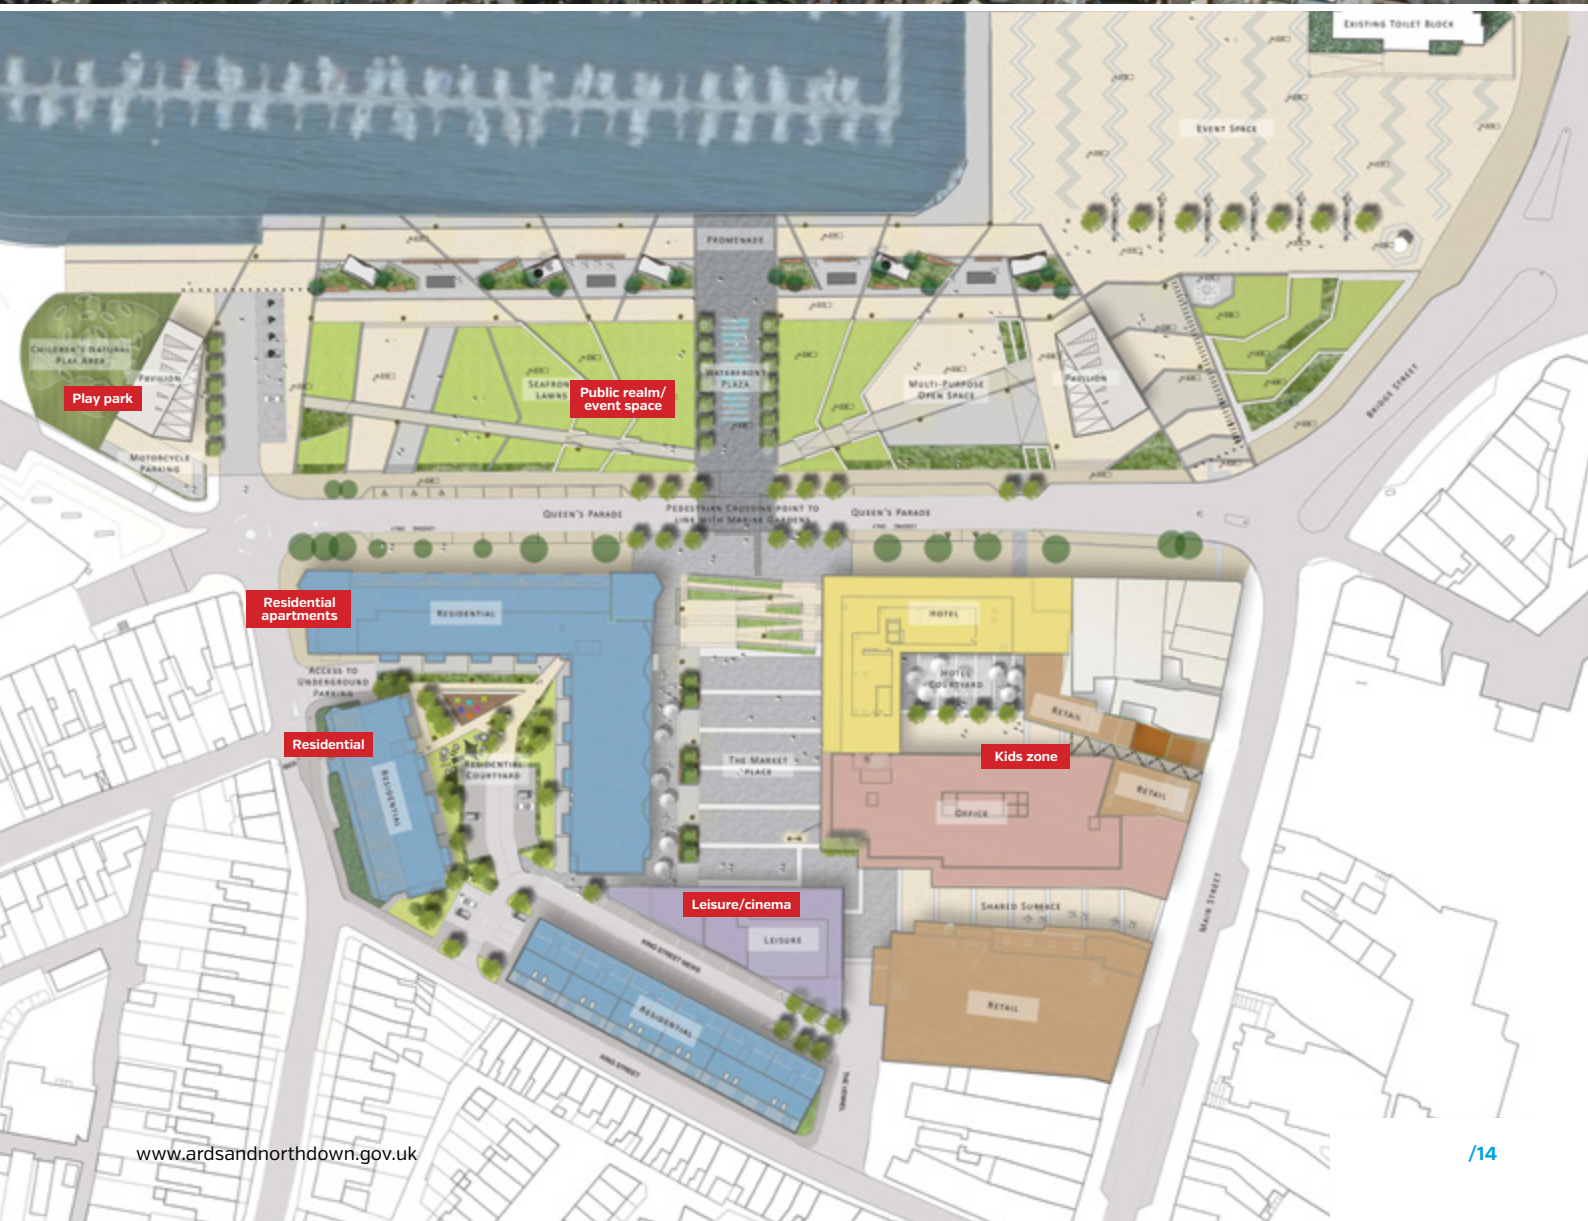 EXISTING TOILET BLOCK
EVENT SPACE
PROMENADE
CHILDREN'S NATURAL
PLAY AREA
PAVILION
Play park
MOTORCYCLE
PARKING
SEAFRON
LAWNS
Public realm/
event space
WATERFRONT
PLAZA
MULTI-PURPOSE
OPEN SPACE
PAVILION
BRIDGE STREET
QUEEN'S PARADE
PEDESTRIAN CROSSING POINT TO
LINK WITH MARINE GARDENS
QUEEN'S PARADE
Residential
apartments
RESIDENTIAL
HOTEL
ACCESS TO
UNDERGROUND
PARKING
HOTEL
COURTYARD
RETAIL
Residential
RESIDENTIAL
RESIDENTIAL
COURTYARD
THE MARKET
PLACE
Kids zone
RETAIL
OFFICE
Leisure/cinema
SHARED SURFACE
MAIN STREET
LEISURE
KING STREET MEWS
RESIDENTIAL
RETAIL
KING STREET
THE VENNEL
www.ardsandnorthdown.gov.uk
/14